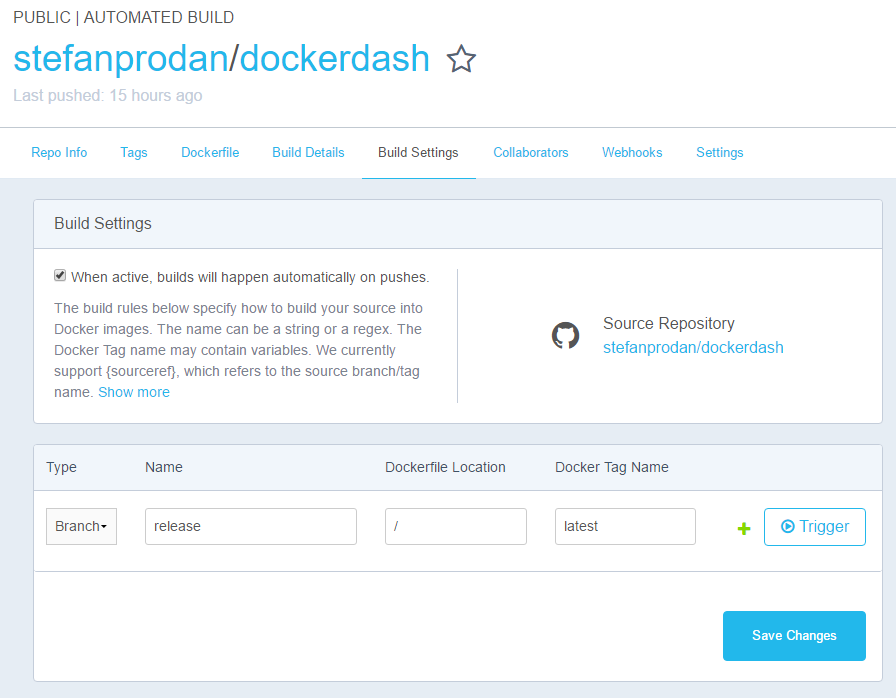 PUBLIC | AUTOMATED BUILD
stefanprodan/dockerdash
Last pushed: 15 hours ago
Repo Info Tags Dockerfile Build Details Build Settings Collaborators Webhooks Settings
Build Settings
When active, builds will happen automatically on pushes.
The build rules below specify how to build your source into
Docker images. The name can be a string or a regex. The
Docker Tag name may contain variables. We currently
support {sourceref}, which refers to the source branch/tag
name. Show more
Source Repository
stefanprodan/dockerdash
Type Name Dockerfile Location Docker Tag Name
Branch release / latest Trigger
Save Changes